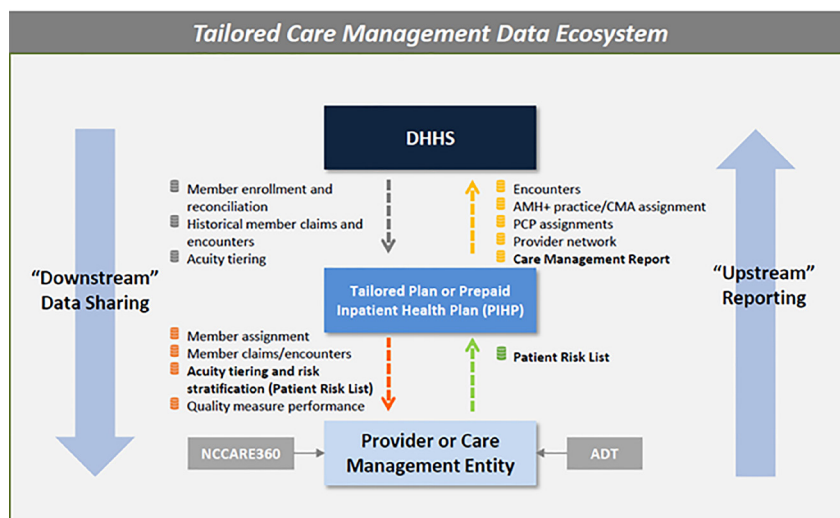 Tailored Care Management Data Ecosystem
DHHS
Member enrollment and
reconciliation
Historical member claims and
encounters
Acuity tiering
Encounters
AMH+ practice/CMA assignment
PCP assignments
Provider network
Care Management Report
"Downstream"
Data Sharing
Tailored Plan or Prepaid
Inpatient Health Plan (PIHP)
"Upstream"
Reporting
Member assignment
Member claims/encounters
Acuity tiering and risk
stratification (Patient Risk List)
Quality measure performance
Patient Risk List
NCCARE360
Provider or Care
Management Entity
ADT